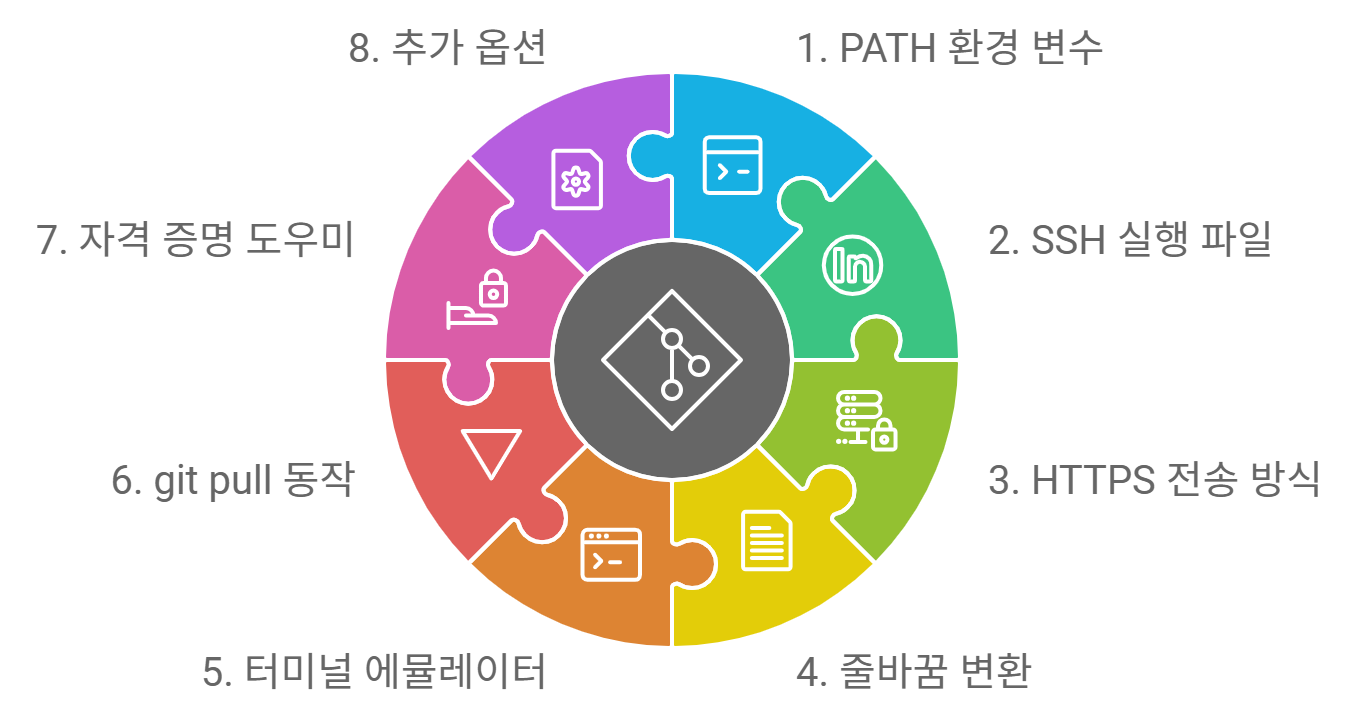 8. 추가 옵션
1. PATH 환경 변수
7. 자격 증명 도우미
2. SSH 실행 파일
In
6. git pull 동작
3. HTTPS 전송 방식
5. 터미널 에뮬레이터
4. 줄바꿈 변환